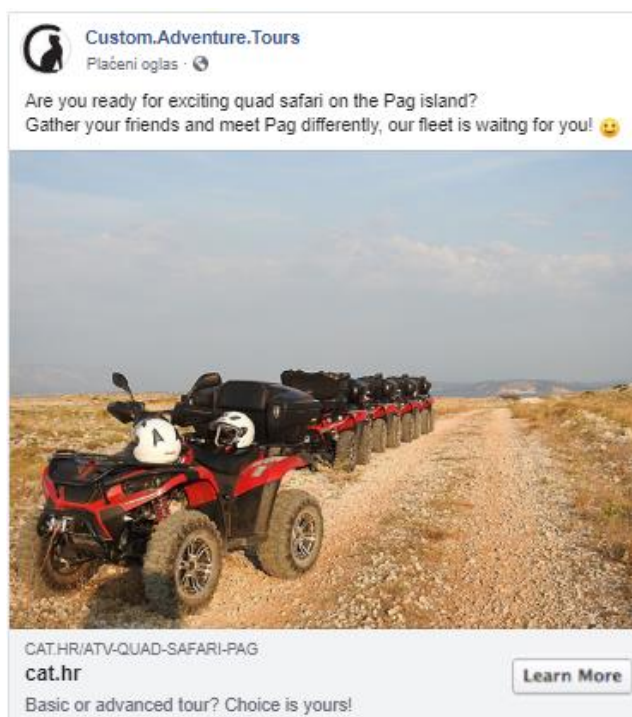 Custom.Adventure.Tours
Plaćeni oglas ·
Are you ready for exciting quad safari on the Pag island?
Gather your friends and meet Pag differently, our fleet is waitng for you! 🙂
A
CAT.HR/ATV-QUAD-SAFARI-PAG
cat.hr
Learn More
Basic or advanced tour? Choice is yours!